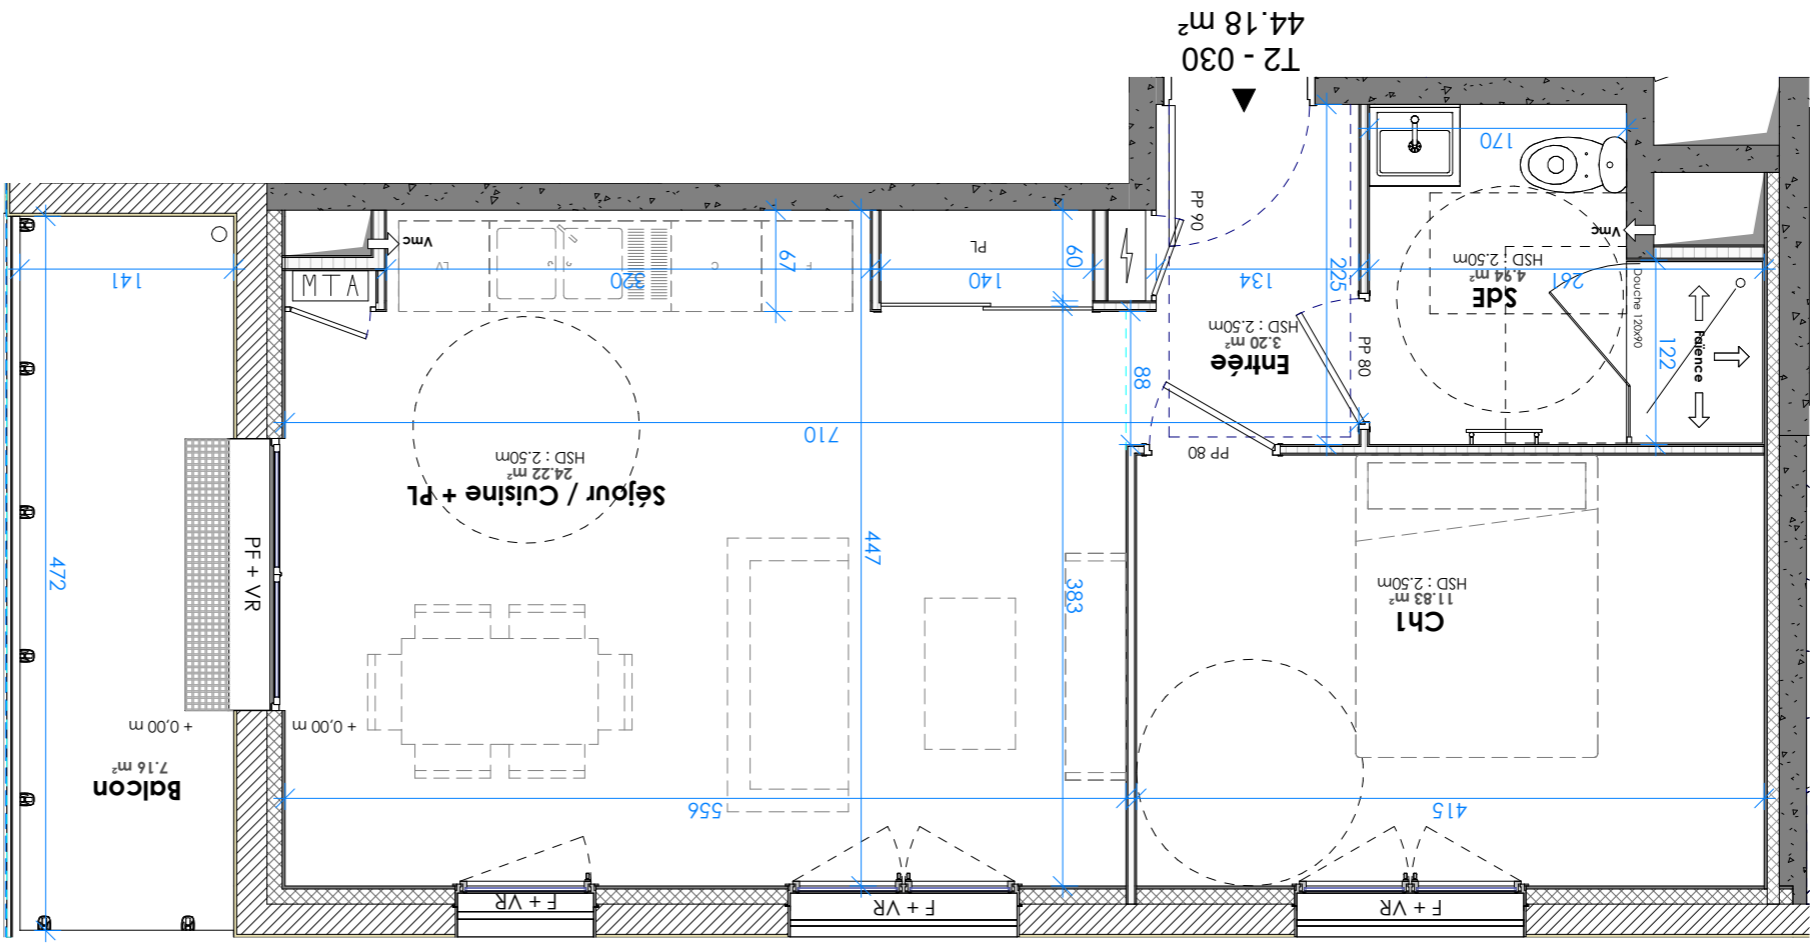 T2 - 030
44.18 m²
170
PP 90
Vmc
LV
C
F
67
PL
60
Vmc
141
MTA
320
140
134
225
SdE
4.94 m²
HSD : 2.50m
261
Douche 120x90
Faïence
122
Entrée
3.20 m²
HSD : 2.50m
PP 80
88
710
PP 80
Séjour / Cuisine + PL
24.22 m²
HSD : 2.50m
447
383
472
PF + VR
Ch1
11.83 m²
HSD : 2.50m
+ 0,00 m
+ 0,00 m
Balcon
7.16 m²
556
415
F + VR
F + VR
F + VR